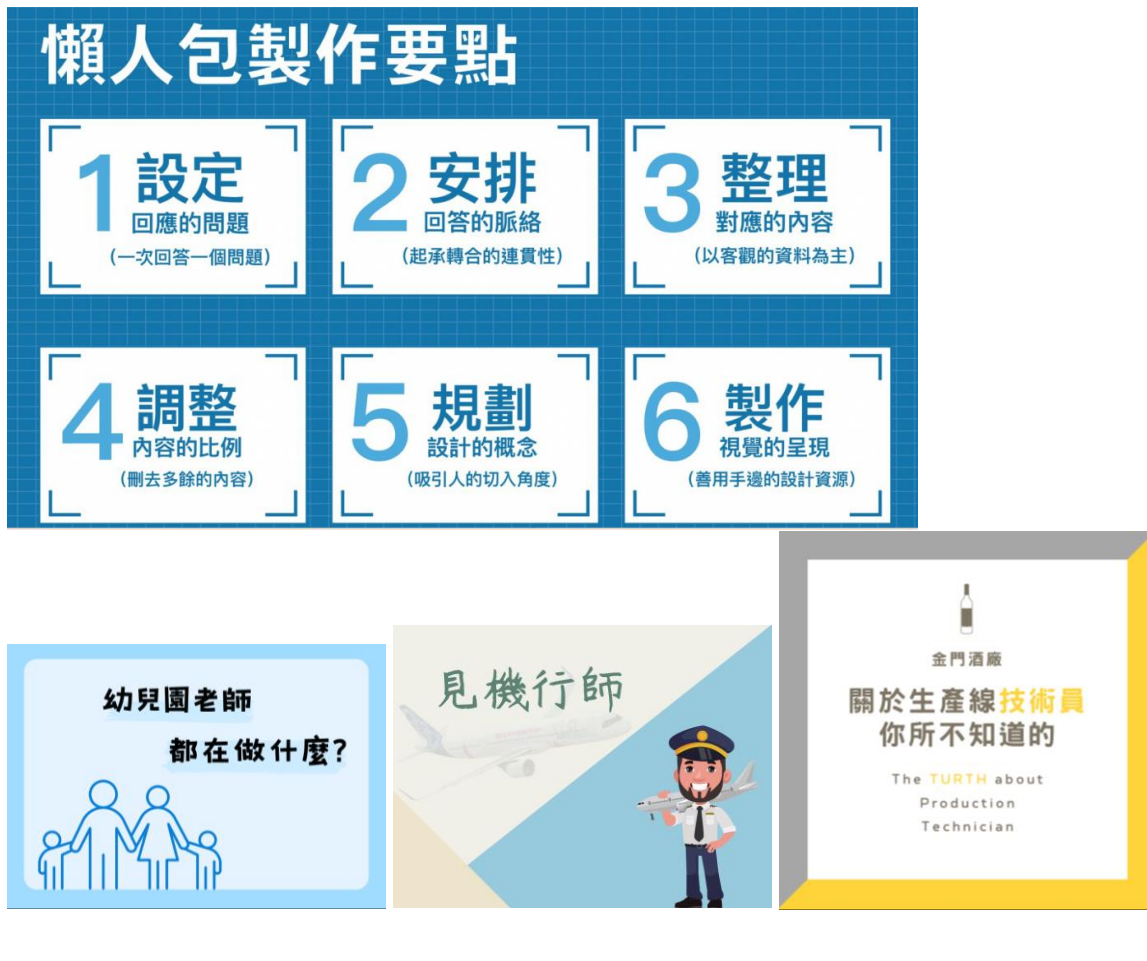 懶人包製作要點
1 設定
回應的問題
(一次回答一個問題)
2 安排
回答的脈絡
(起承轉合的連貫性)
3 整理
對應的內容
(以客觀的資料為主)
4 調整
內容的比例
(刪去多餘的內容)
5 規劃
設計的概念
(吸引人的切入角度)
6 製作
視覺的呈現
(善用手邊的設計資源)
幼兒園老師
都在做什麼?
見機行師
金門酒廠
關於生產線技術員
你所不知道的
The TURTH about
Production
Technician